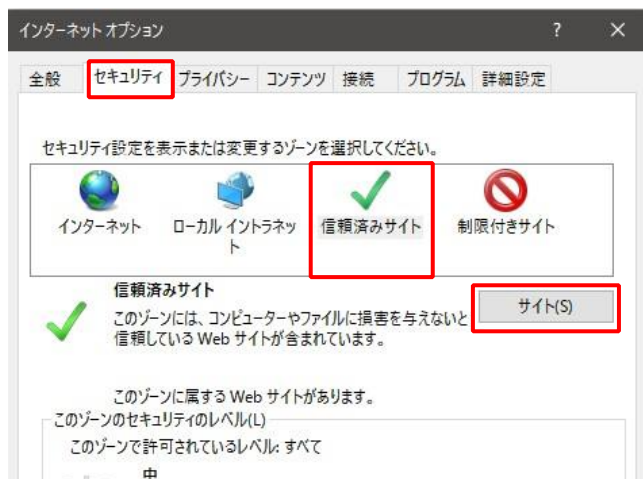 インターネット オプション ? ×
全般 セキュリティ プライバシー コンテンツ 接続 プログラム 詳細設定
セキュリティ設定を表示または変更するゾーンを選択してください。
インターネット
ローカル イントラネッ
ト
信頼済みサイト
制限付きサイト
信頼済みサイト
サイト(S)
このゾーンには、コンピューターやファイルに損害を与えないと
信頼している Web サイトが含まれています。
このゾーンに属する Web サイトがあります。
このゾーンのセキュリティのレベル(L)
このゾーンで許可されているレベル: すべて
中